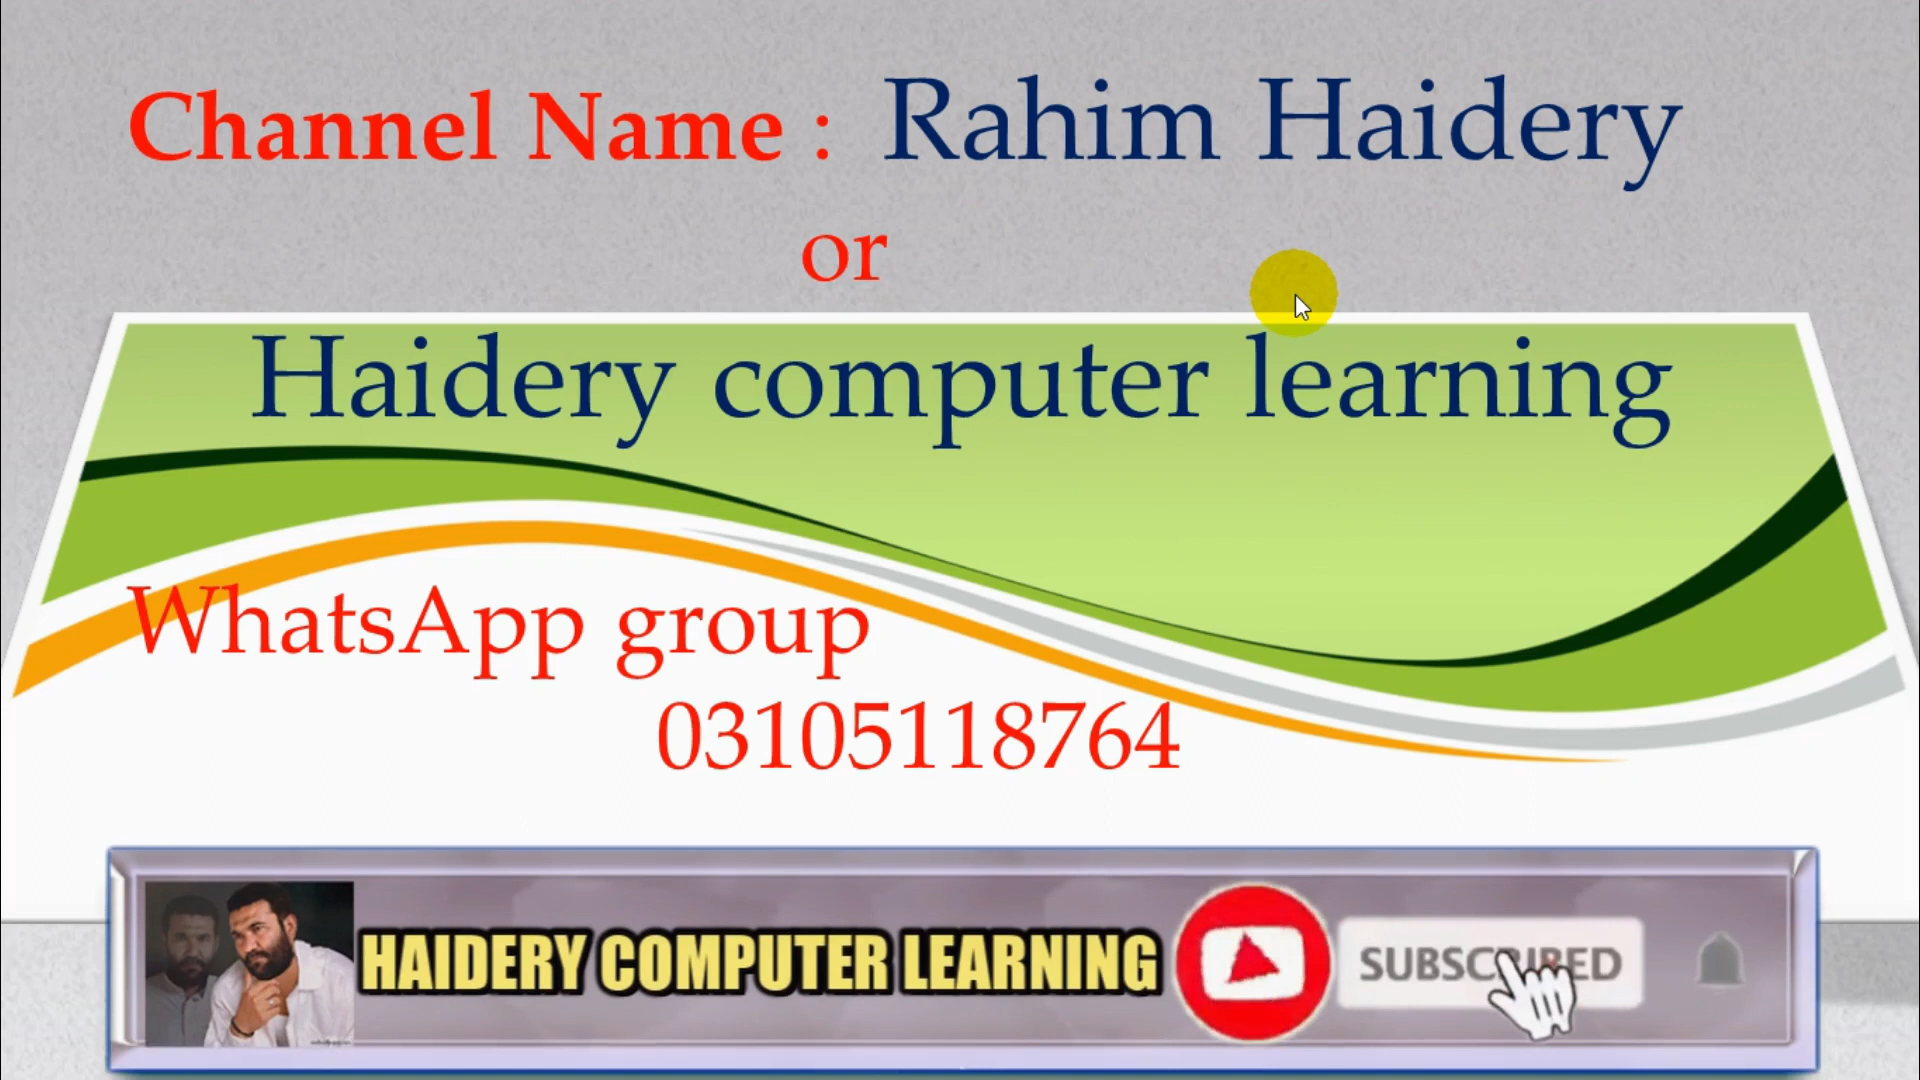 Channel Name : Rahim Haidery
or
Haidery computer learning
WhatsApp group
03105118764
HAIDERY COMPUTER LEARNING SUBSCRIBED